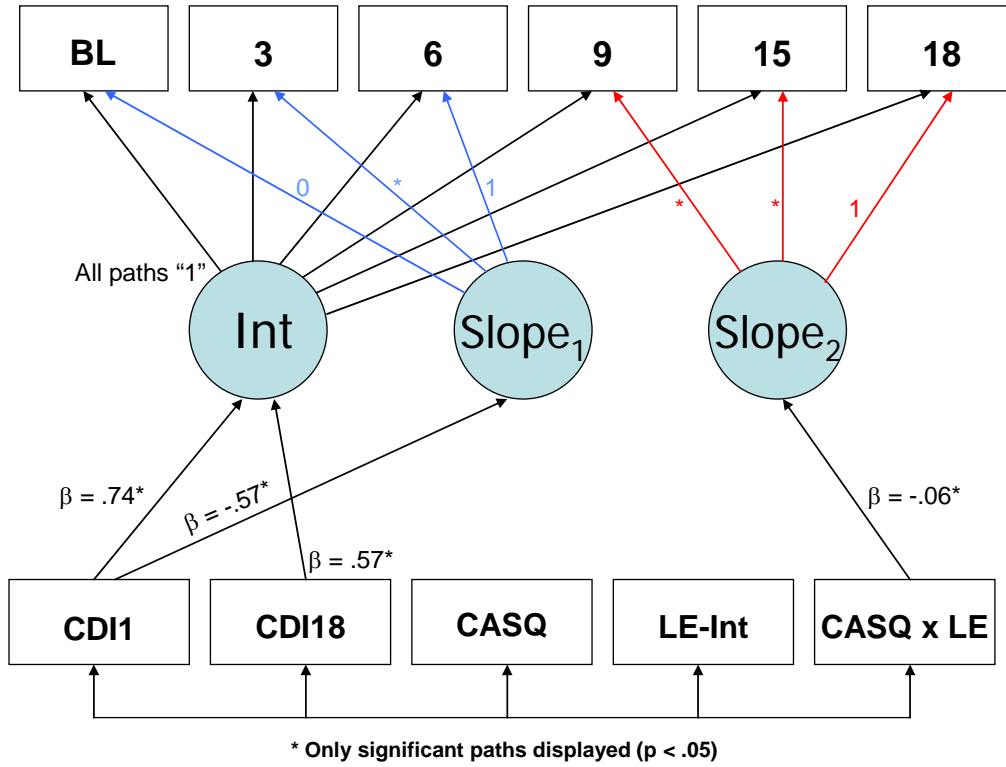 BL 3 6 9 15 18
0 * 1 * * 1
All paths “1”
Int Slope₁ Slope₂
β = .74* β = -.57* β = .57* β = -.06*
CDI1 CDI18 CASQ LE-Int CASQ x LE
* Only significant paths displayed (p < .05)